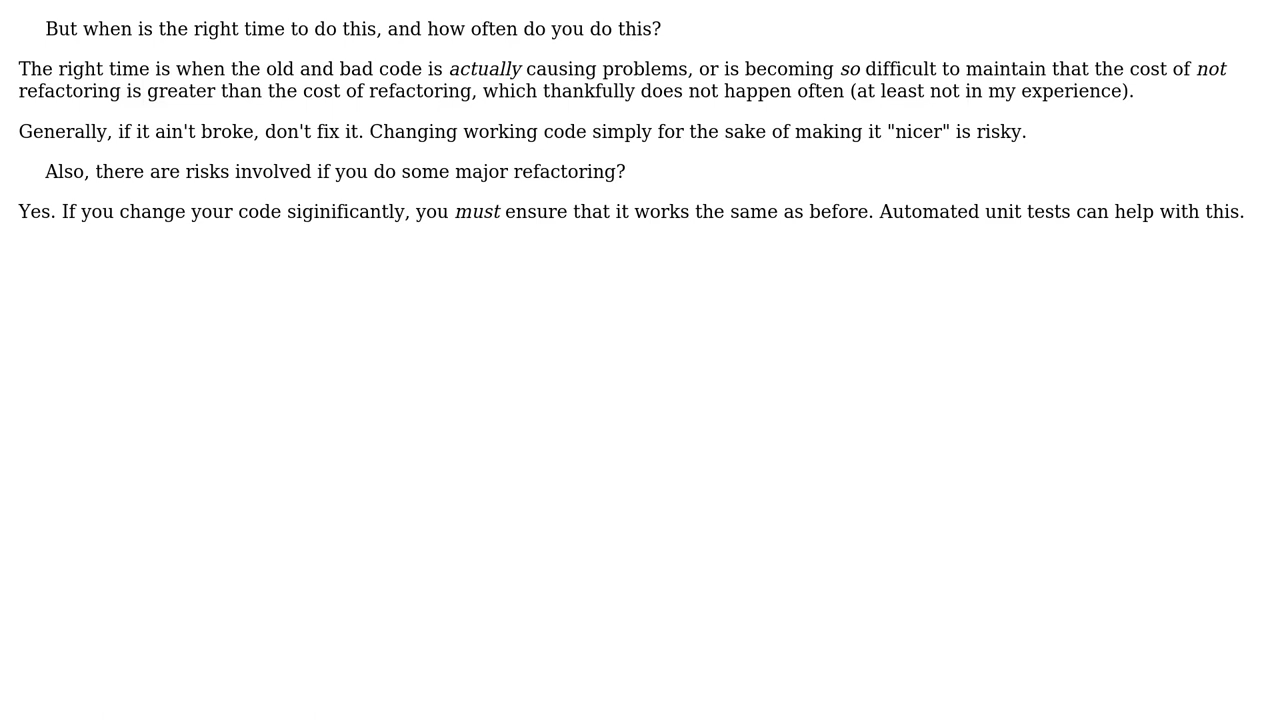 But when is the right time to do this, and how often do you do this?
The right time is when the old and bad code is actually causing problems, or is becoming so difficult to maintain that the cost of not
refactoring is greater than the cost of refactoring, which thankfully does not happen often (at least not in my experience).
Generally, if it ain't broke, don't fix it. Changing working code simply for the sake of making it "nicer" is risky.
Also, there are risks involved if you do some major refactoring?
Yes. If you change your code siginificantly, you must ensure that it works the same as before. Automated unit tests can help with this.